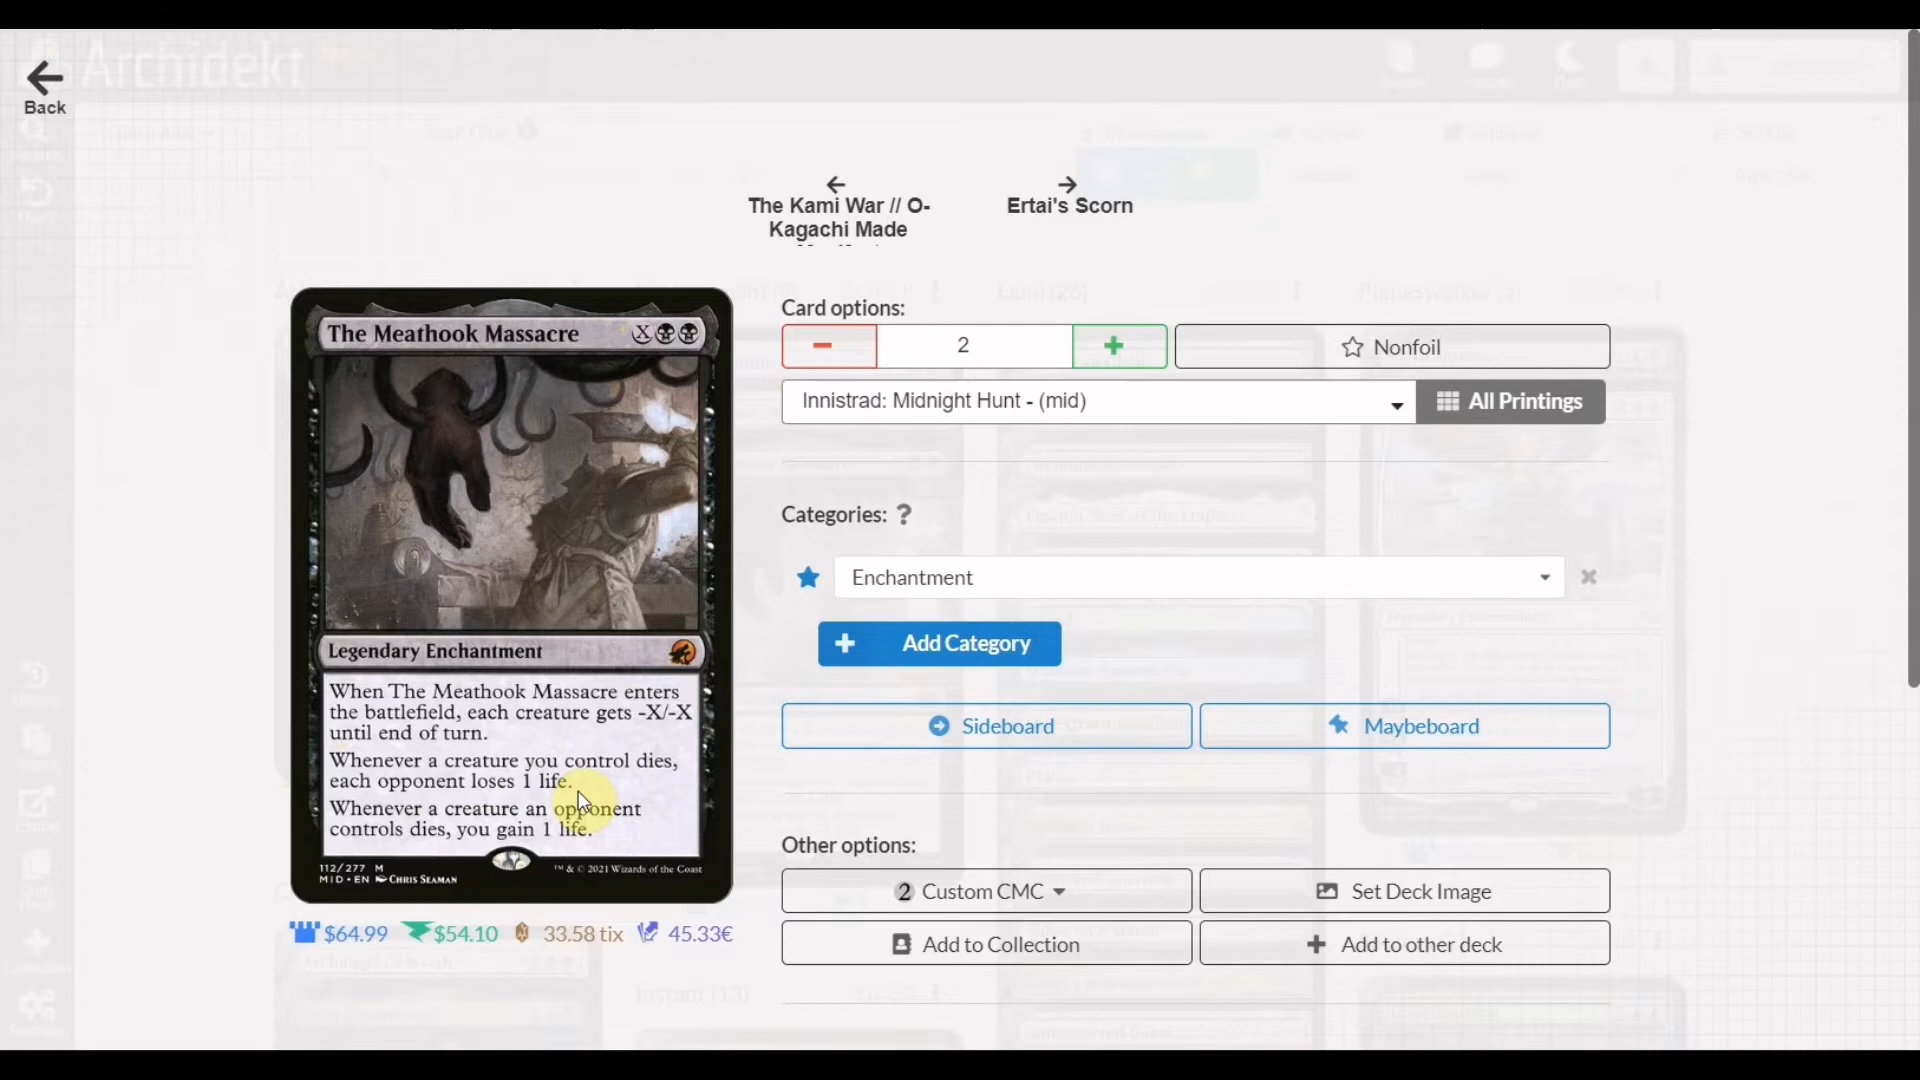 Archidekt
Back
The Kami War // O-
Kagachi Made
Ertai's Scorn
The Meathook Massacre X
Legendary Enchantment
When The Meathook Massacre enters
the battlefield, each creature gets -X/-X
until end of turn.
Whenever a creature you control dies,
each opponent loses 1 life.
Whenever a creature an opponent
controls dies, you gain 1 life.
112/277 M
MID • EN Chris Seaman
™ & © 2021 Wizards of the Coast
$64.99 $54.10 33.58 tix 45.33€
Card options:
2
Nonfoil
Innistrad: Midnight Hunt - (mid)
All Printings
Categories: ?
Enchantment
Add Category
Sideboard
Maybeboard
Other options:
2 Custom CMC
Set Deck Image
Add to Collection
Add to other deck
Land (26)
Instant (13)